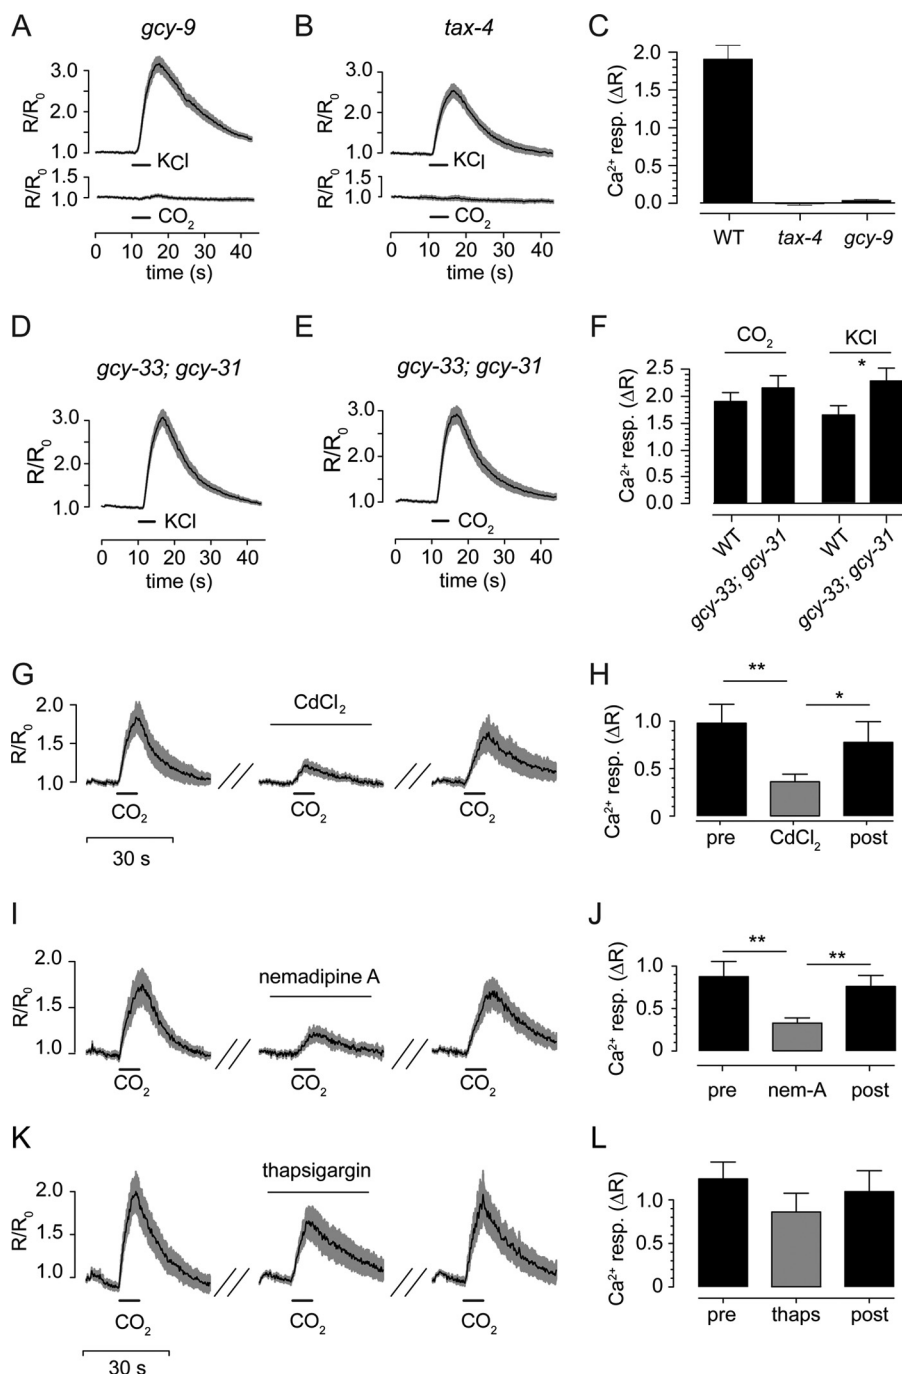 A
gcy-9
B
tax-4
C
3.0
2.0
1.0
R/R0
KCl
1.5
1.0
R/R0
CO2
0 10 20 30 40
time (s)
3.0
2.0
1.0
R/R0
KCl
1.5
1.0
R/R0
CO2
0 10 20 30 40
time (s)
Ca2+ resp. (ΔR)
2.0
1.5
1.0
0.5
0.0
WT tax-4 gcy-9
D
gcy-33; gcy-31
E
gcy-33; gcy-31
F
3.0
2.0
1.0
R/R0
KCl
0 10 20 30 40
time (s)
3.0
2.0
1.0
R/R0
CO2
0 10 20 30 40
time (s)
CO2 KCl
*
Ca2+ resp. (ΔR)
2.5
2.0
1.5
1.0
0.5
0.0
WT
gcy-33; gcy-31
WT
gcy-33; gcy-31
G
R/R0
2.0
1.5
1.0
CdCl2
CO2 CO2 CO2
30 s
H
** *
Ca2+ resp. (ΔR)
1.0
0.5
0
pre CdCl2 post
I
R/R0
2.0
1.5
1.0
nemadipine A
CO2 CO2 CO2
J
** **
Ca2+ resp. (ΔR)
1.0
0.5
0
pre nem-A post
K
R/R0
2.0
1.0
thapsigargin
CO2 CO2 CO2
30 s
L
Ca2+ resp. (ΔR)
1.0
0.5
0
pre thaps post